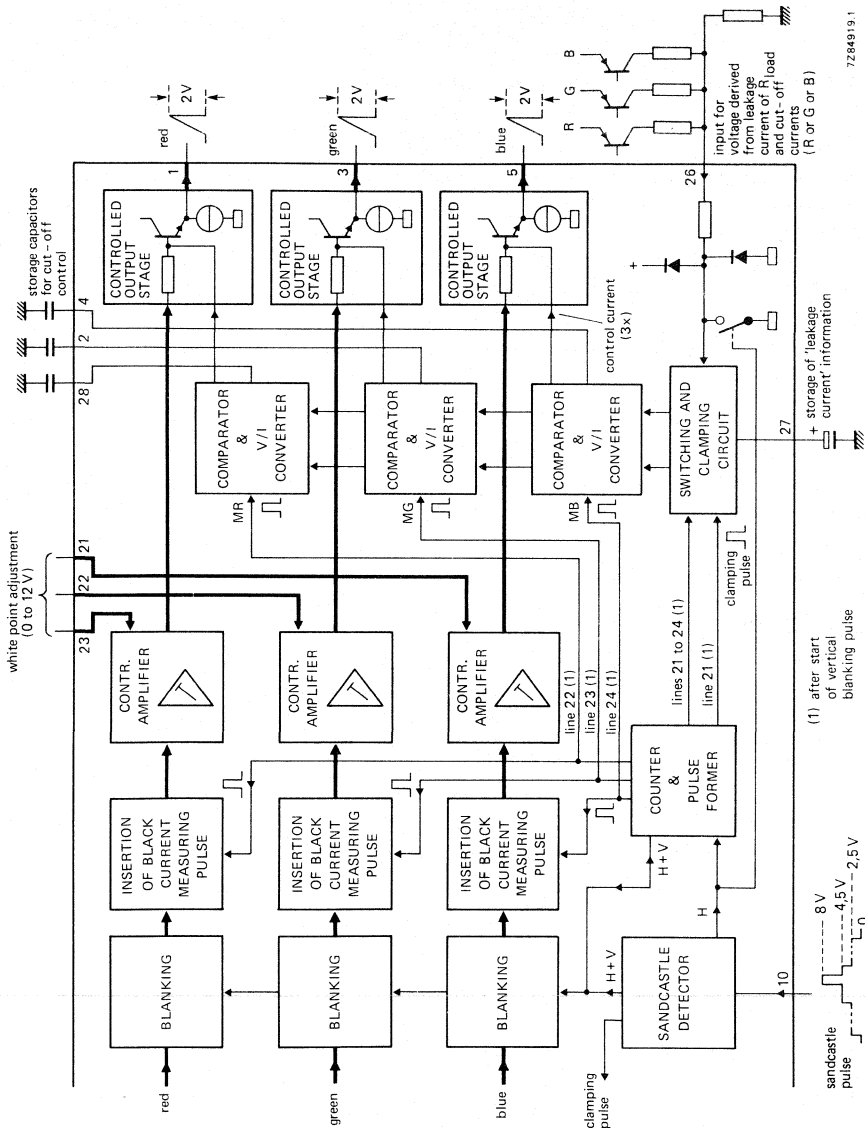 white point adjustment
(0 to 12 V)
23
22
21
28
2
4
storage capacitors
for cut-off
control
red
BLANKING
INSERTION
OF BLACK
CURRENT
MEASURING
PULSE
CONTR.
AMPLIFIER
CONTROLLED
OUTPUT
STAGE
1
red
2V
MR
COMPARATOR
&
V/I
CONVERTER
green
BLANKING
INSERTION
OF BLACK
CURRENT
MEASURING
PULSE
CONTR.
AMPLIFIER
CONTROLLED
OUTPUT
STAGE
3
green
2V
MG
COMPARATOR
&
V/I
CONVERTER
blue
BLANKING
INSERTION
OF BLACK
CURRENT
MEASURING
PULSE
CONTR.
AMPLIFIER
CONTROLLED
OUTPUT
STAGE
5
blue
2V
line 22 (1)
line 23 (1)
line 24 (1)
MB
COMPARATOR
&
V/I
CONVERTER
control current
(3x)
clamping
pulse
H+V
SANDCASTLE
DETECTOR
H
H+V
COUNTER
&
PULSE
FORMER
lines 21 to 24 (1)
line 21 (1)
clamping
pulse
SWITCHING AND
CLAMPING
CIRCUIT
+
26
R
G
B
input for
voltage derived
from leakage
current of Rload
and cut-off
currents
(R or G or B)
10
sandcastle
pulse
8 V
4,5 V
2,5 V
0
(1) after start
of vertical
blanking pulse
27
+
storage of 'leakage
current' information
7Z84919.1